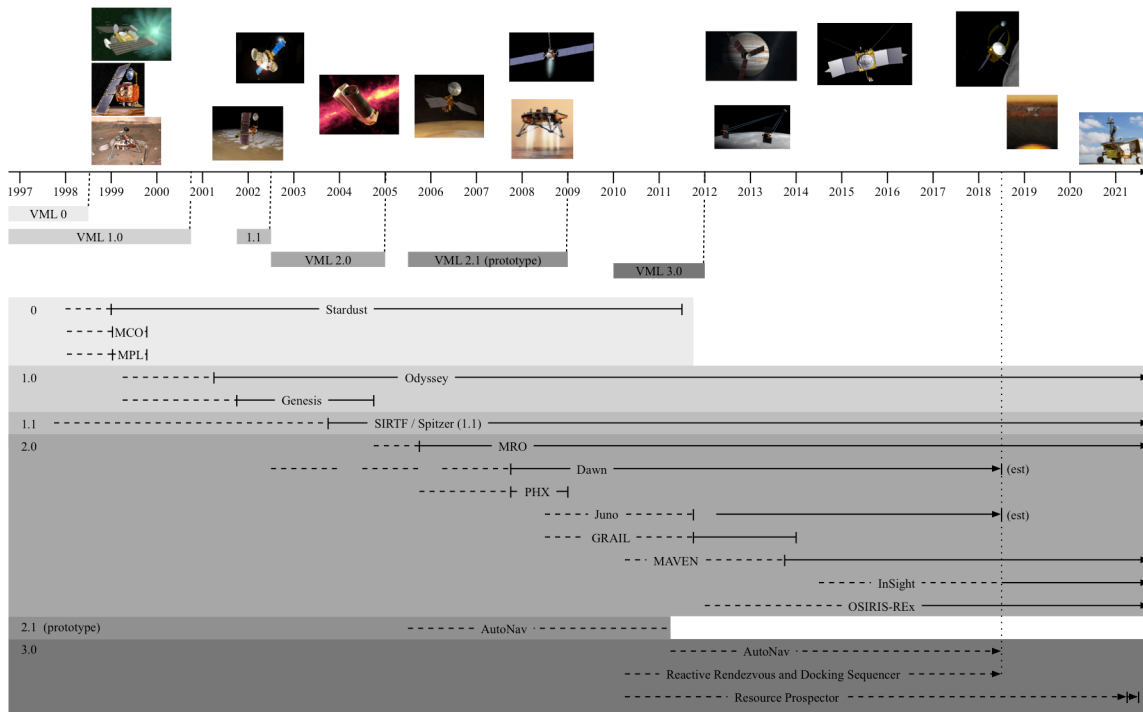 1997 1998 1999 2000 2001 2002 2003 2004 2005 2006 2007 2008 2009 2010 2011 2012 2013 2014 2015 2016 2017 2018 2019 2020 2021
VML 0
VML 1.0 1.1
VML 2.0 VML 2.1 (prototype)
VML 3.0
0 Stardust
MCO
MPL
1.0 Odyssey
Genesis
1.1 SIRTF / Spitzer (1.1)
2.0 MRO
Dawn (est)
PHX
Juno (est)
GRAIL
MAVEN
InSight
OSIRIS-REx
2.1 (prototype) AutoNav
3.0 AutoNav
Reactive Rendezvous and Docking Sequencer
Resource Prospector